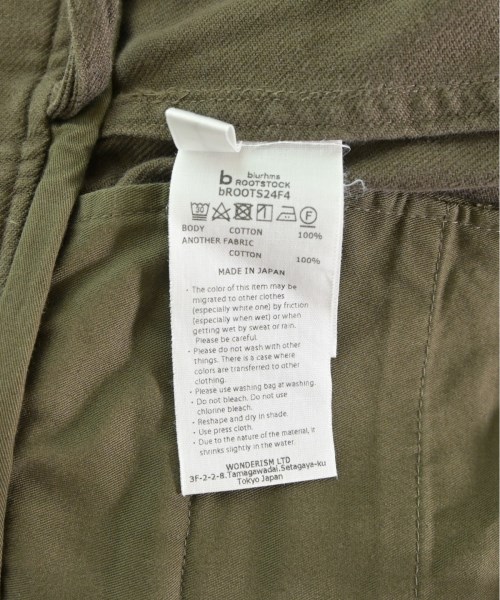 b blurhms
ROOTSTOCK
bROOTS24F4
30 F
BODY COTTON 100%
ANOTHER FABRIC
COTTON 100%
MADE IN JAPAN
・The color of this item may be
migrated to other clothes
(especially white one) by friction
(especially when wet) or when
getting wet by sweat or rain.
Please be careful.
・Please do not wash with other
things. There is a case where
colors are transferred to other
clothing.
・Please use washing bag at washing.
・Do not bleach. Do not use
chlorine bleach.
・Reshape and dry in shade.
・Use press cloth.
・Due to the nature of the material, it
shrinks slightly in the water.
WONDERISM LTD
3F-2-2-8.Tamagawadai.Setagaya-ku
Tokyo Japan